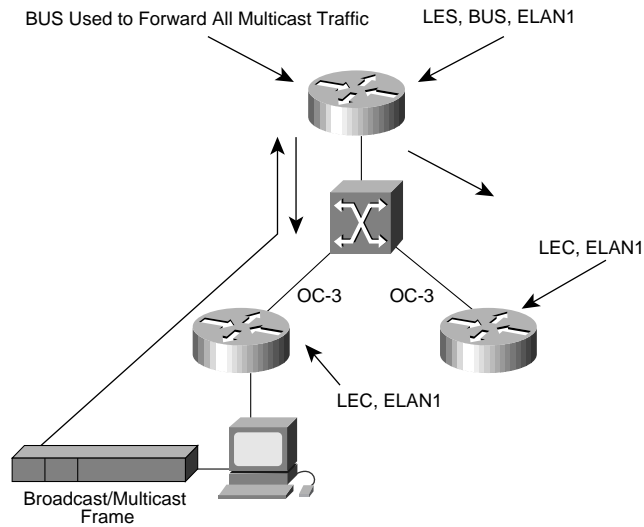 BUS Used to Forward All Multicast Traffic
LES, BUS, ELAN1
LEC, ELAN1
OC-3
OC-3
LEC, ELAN1
Broadcast/Multicast
Frame